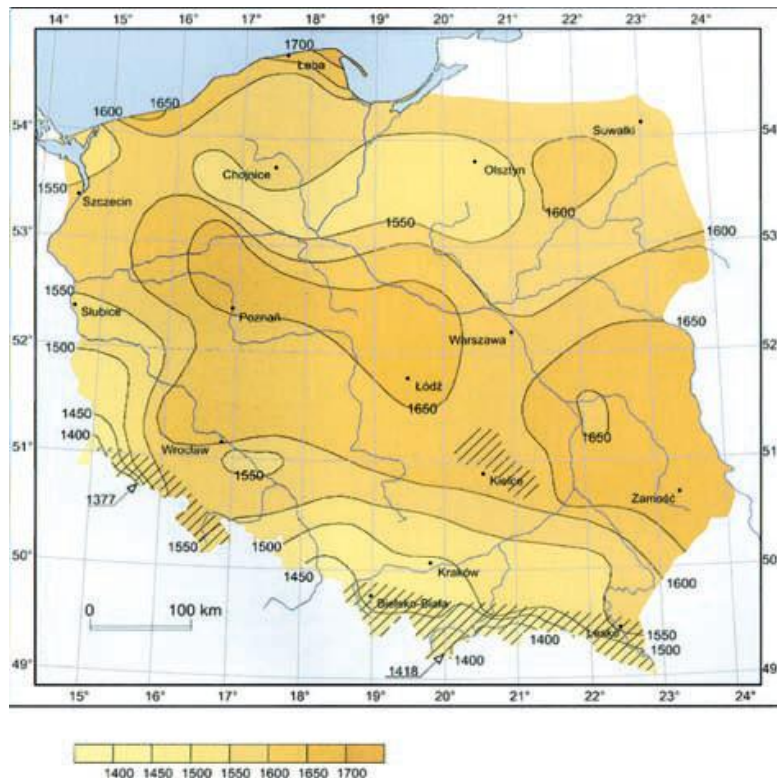 14° 15° 16° 17° 18° 19° 20° 21° 22° 23° 24°
1700
Łeba
1650
1600
54°
54°
Suwałki
Chojnice
Olsztyn
1550
Szczecin
1550
1600
53°
1600
53°
1550
Słubice
1650
Poznań
52°
Warszawa
52°
1500
Łódź
1650
1450
1650
51°
1400
Wrocław
51°
1550
Kielce
Zamość
1377
1550
1500
50°
50°
Kraków
1450
1600
0 100 km
Bielsko-Biała
Lesko
1550
1400
1500
49°
1400
49°
1418
15° 16° 17° 18° 19° 20° 21° 22° 23° 24°
1400 1450 1500 1550 1600 1650 1700